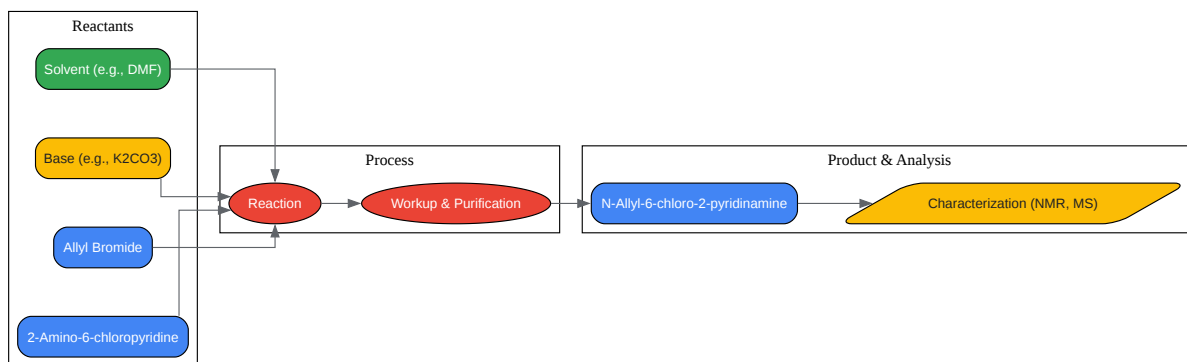 Reactants
Solvent (e.g., DMF)
Base (e.g., K2CO3)
Allyl Bromide
2-Amino-6-chloropyridine
Process
Reaction
Workup & Purification
Product & Analysis
N-Allyl-6-chloro-2-pyridinamine
Characterization (NMR, MS)